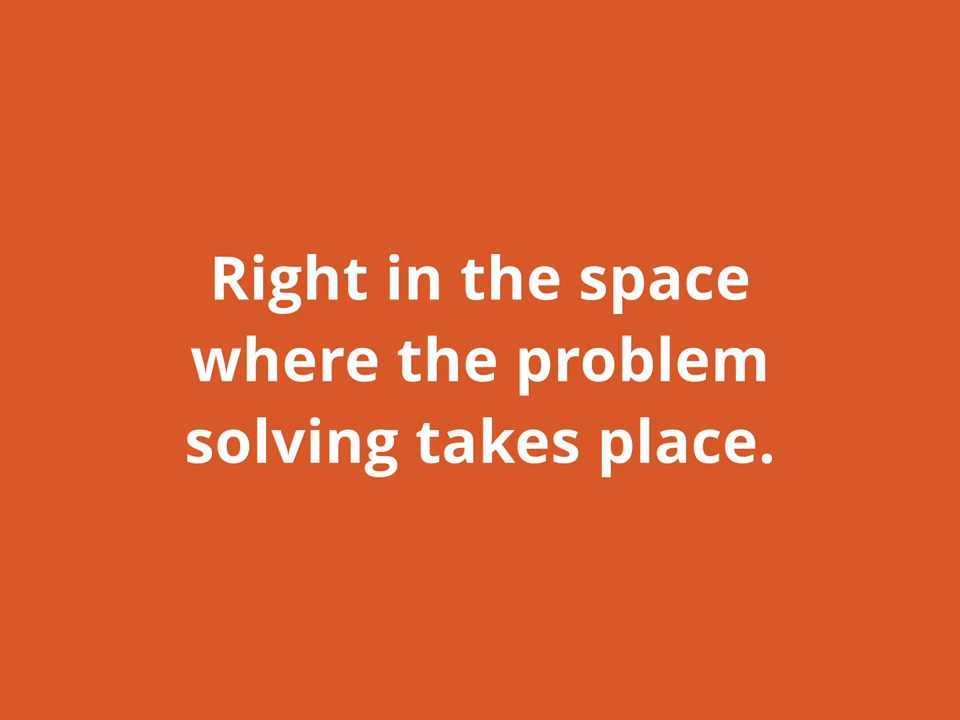 Right in the space
where the problem
solving takes place.